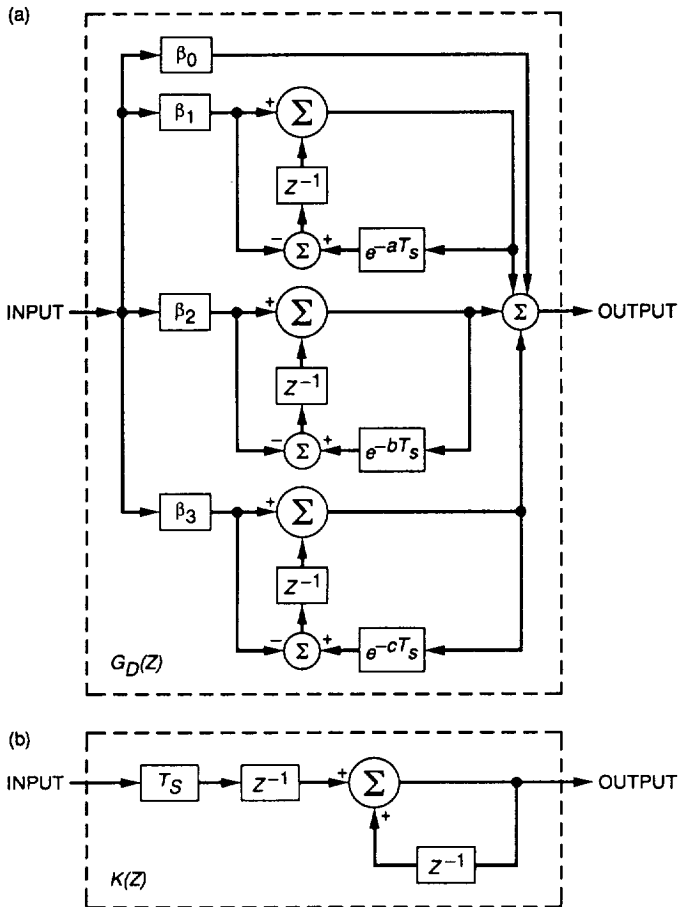 (a)
β₀
β₁
+
Σ
Z⁻¹
−
Σ
+
e⁻ᵃᵀs
INPUT
β₂
+
Σ
Σ
OUTPUT
Z⁻¹
−
Σ
+
e⁻ᵇᵀs
β₃
+
Σ
Z⁻¹
−
Σ
+
e⁻ᶜᵀs
G_D(Z)
(b)
INPUT
T_S
Z⁻¹
+
Σ
OUTPUT
+
Z⁻¹
K(Z)